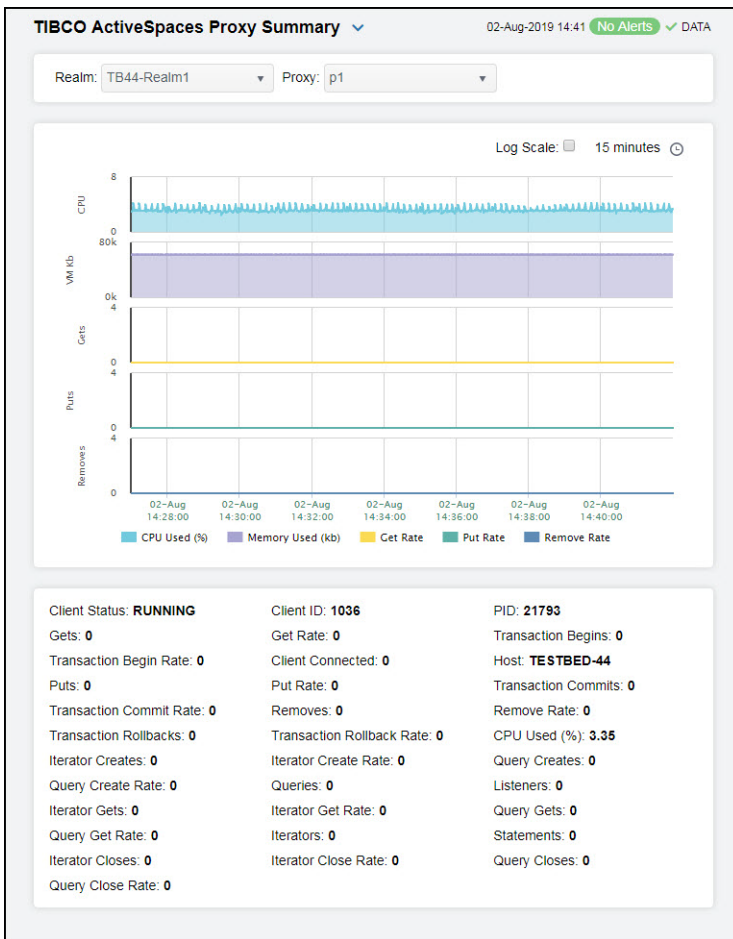 TIBCO ActiveSpaces Proxy Summary 02-Aug-2019 14:41 No Alerts DATA
Realm: TB44-Realm1 Proxy: p1
Log Scale: 15 minutes
8
CPU
0
80k
VM Kb
0k
4
Gets
0
4
Puts
0
4
Removes
0
02-Aug 02-Aug 02-Aug 02-Aug 02-Aug 02-Aug 02-Aug
14:28:00 14:30:00 14:32:00 14:34:00 14:36:00 14:38:00 14:40:00
CPU Used (%) Memory Used (kb) Get Rate Put Rate Remove Rate
Client Status: RUNNING Client ID: 1036 PID: 21793
Gets: 0 Get Rate: 0 Transaction Begins: 0
Transaction Begin Rate: 0 Client Connected: 0 Host: TESTBED-44
Puts: 0 Put Rate: 0 Transaction Commits: 0
Transaction Commit Rate: 0 Removes: 0 Remove Rate: 0
Transaction Rollbacks: 0 Transaction Rollback Rate: 0 CPU Used (%): 3.35
Iterator Creates: 0 Iterator Create Rate: 0 Query Creates: 0
Query Create Rate: 0 Queries: 0 Listeners: 0
Iterator Gets: 0 Iterator Get Rate: 0 Query Gets: 0
Query Get Rate: 0 Iterators: 0 Statements: 0
Iterator Closes: 0 Iterator Close Rate: 0 Query Closes: 0
Query Close Rate: 0